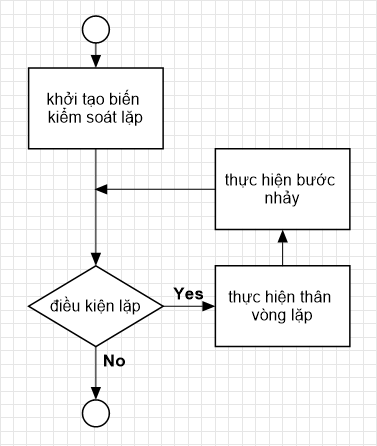 khởi tạo biến
kiểm soát lặp
thực hiện bước
nhảy
điều kiện lặp
Yes
thực hiện thân
vòng lặp
No